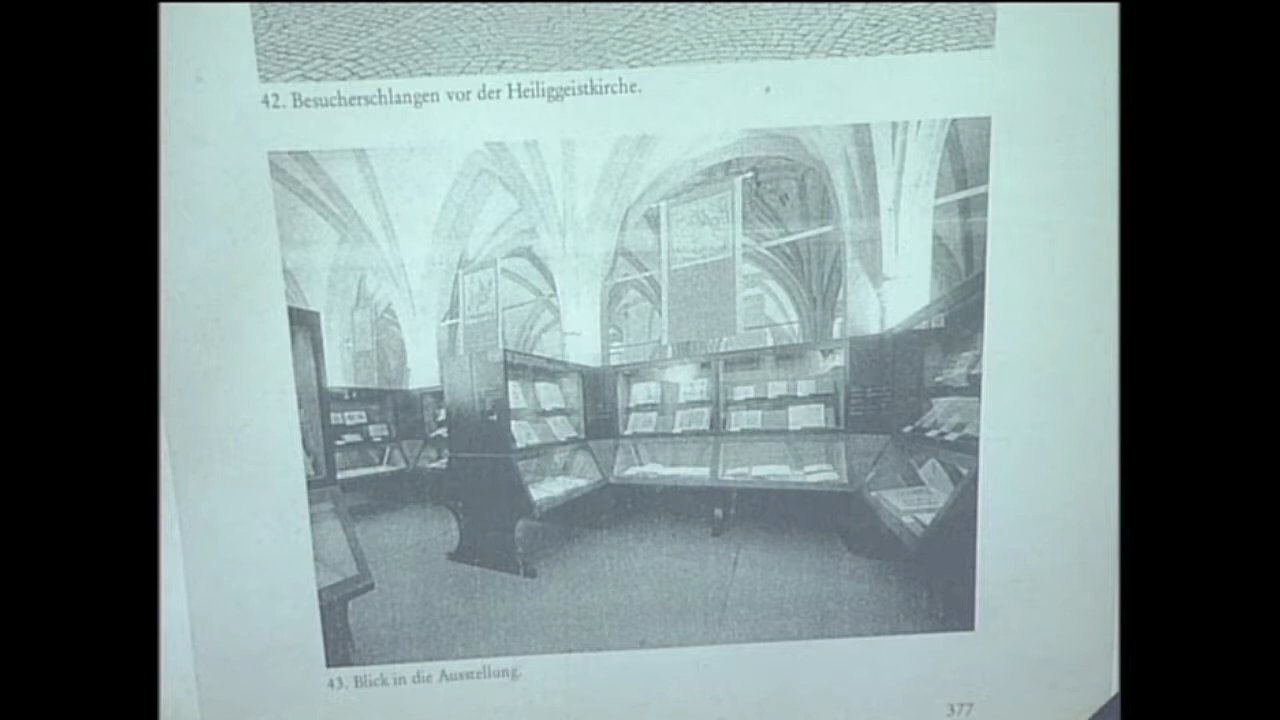 42. Besucherschlangen vor der Heiliggeistkirche.
43. Blick in die Ausstellung.
377